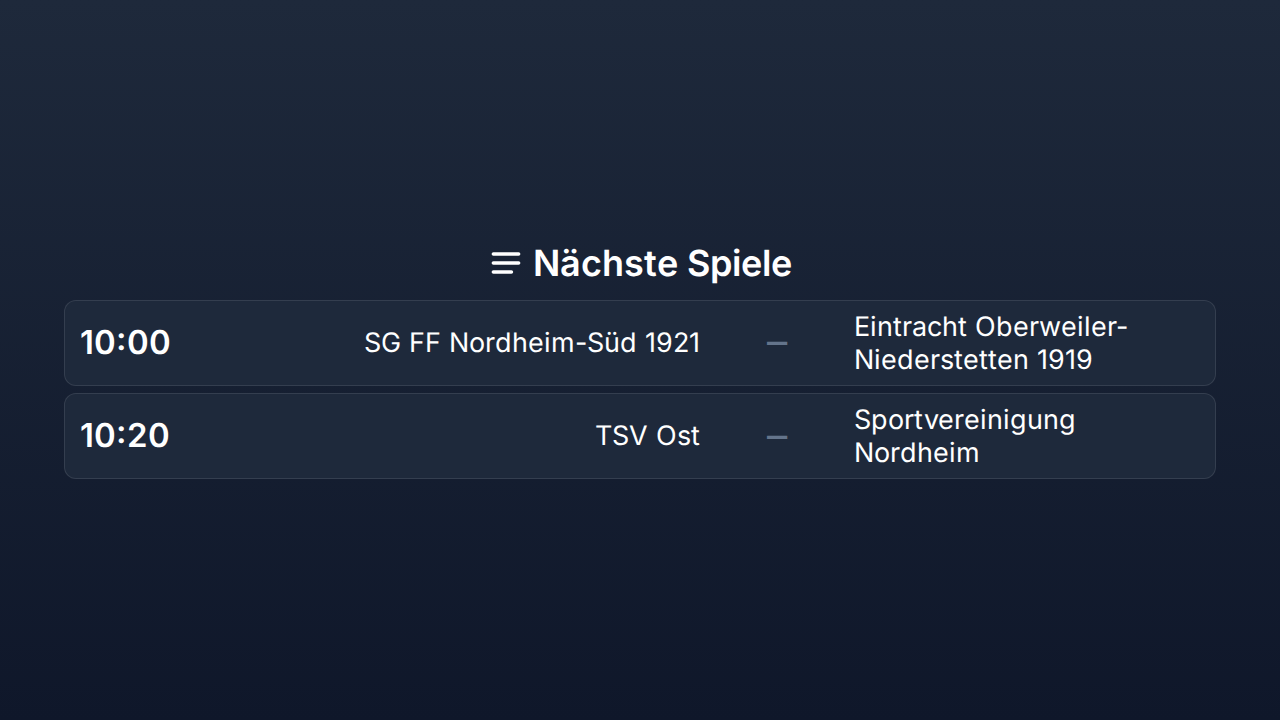 Nächste Spiele
10:00 SG FF Nordheim-Süd 1921 – Eintracht Oberweiler-
Niederstetten 1919
10:20 TSV Ost – Sportvereinigung
Nordheim